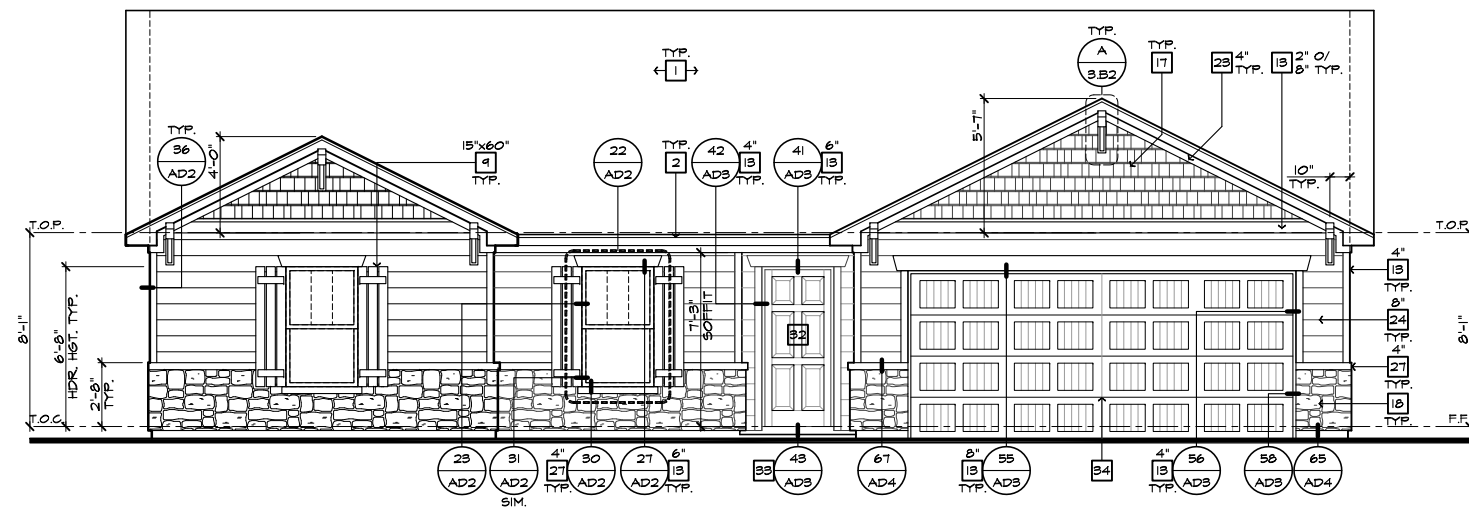 TYP.
1
TYP.
A
3.B2
TYP.
17
23 4" TYP.
13 2" O/ 8" TYP.
TYP.
36
AD2
4'-0"
15"x60"
9
TYP.
22
AD2
TYP.
2
42
AD3
4"
13
TYP.
41
AD3
6"
13
TYP.
5'-7"
10"
TYP.
T.O.P.
T.O.P.
8'-1"
6'-8"
HDR. HGT. TYP.
2'-8"
TYP.
7'-3"
SOFFIT
32
4"
13
TYP.
8"
24
TYP.
4"
27
TYP.
18
TYP.
8'-1"
T.O.C.
F.F.
23
AD2
31
AD2
SIM.
4"
27
TYP.
30
AD2
27
AD2
6"
13
TYP.
33
43
AD3
67
AD4
8"
13
TYP.
55
AD3
34
4"
13
TYP.
56
AD3
58
AD3
65
AD4